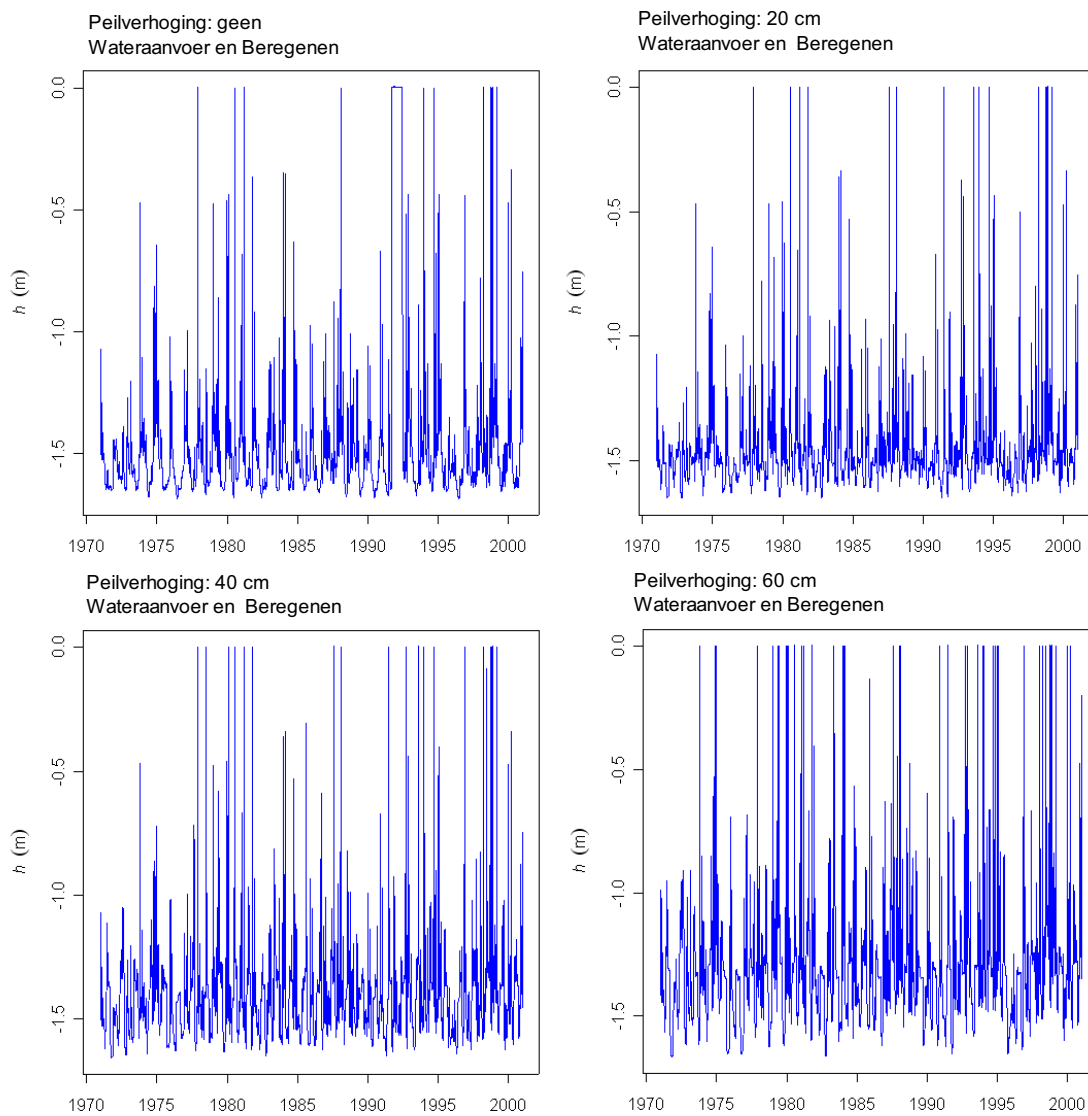 Peilverhoging: geen
Wateraanvoer en Beregenen
h (m)
0.0
-0.5
-1.0
-1.5
1970 1975 1980 1985 1990 1995 2000
Peilverhoging: 20 cm
Wateraanvoer en Beregenen
h (m)
0.0
-0.5
-1.0
-1.5
1970 1975 1980 1985 1990 1995 2000
Peilverhoging: 40 cm
Wateraanvoer en Beregenen
h (m)
0.0
-0.5
-1.0
-1.5
1970 1975 1980 1985 1990 1995 2000
Peilverhoging: 60 cm
Wateraanvoer en Beregenen
h (m)
0.0
-0.5
-1.0
-1.5
1970 1975 1980 1985 1990 1995 2000